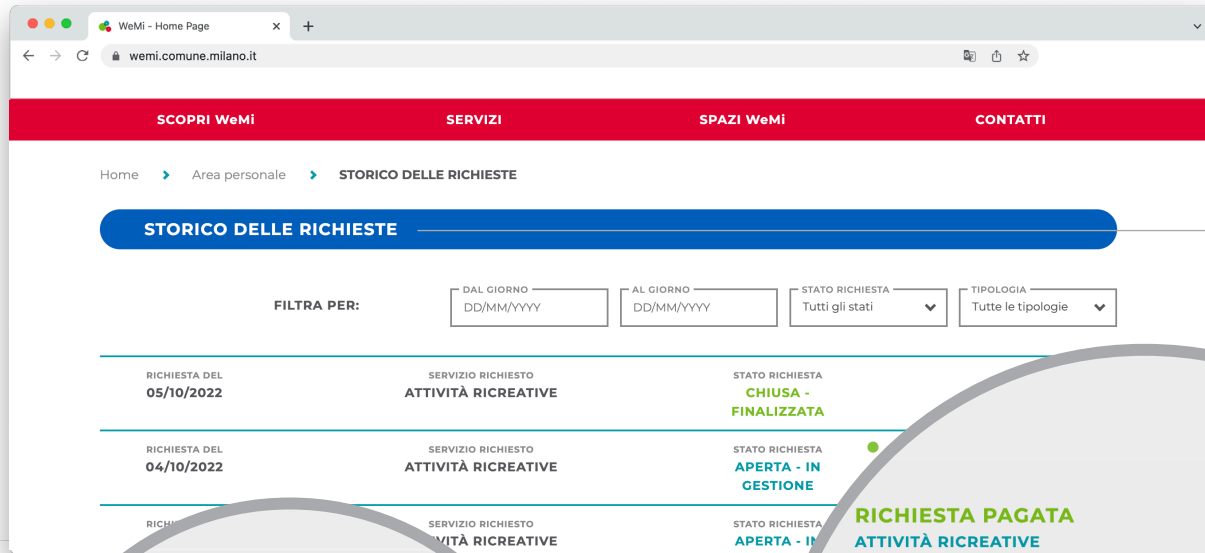 WeMi - Home Page
wemi.comune.milano.it
SCOPRI WeMi SERVIZI SPAZI WeMi CONTATTI
Home > Area personale > STORICO DELLE RICHIESTE
STORICO DELLE RICHIESTE
FILTRA PER:
DAL GIORNO AL GIORNO STATO RICHIESTA TIPOLOGIA
DD/MM/YYYY DD/MM/YYYY Tutti gli stati Tutte le tipologie
RICHIESTA DEL SERVIZIO RICHIESTO STATO RICHIESTA
05/10/2022 ATTIVITÀ RICREATIVE CHIUSA -
FINALIZZATA
RICHIESTA DEL SERVIZIO RICHIESTO STATO RICHIESTA
04/10/2022 ATTIVITÀ RICREATIVE APERTA - IN
GESTIONE
SERVIZIO RICHIESTO STATO RICHIESTA
RICREATIVE APERTA -
RICHIESTA PAGATA
ATTIVITÀ RICREATIVE